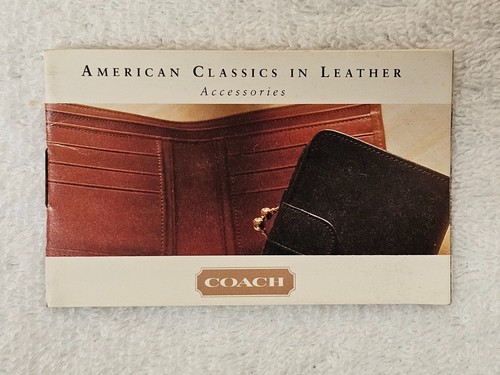 American Classics in Leather
Accessories
COACH